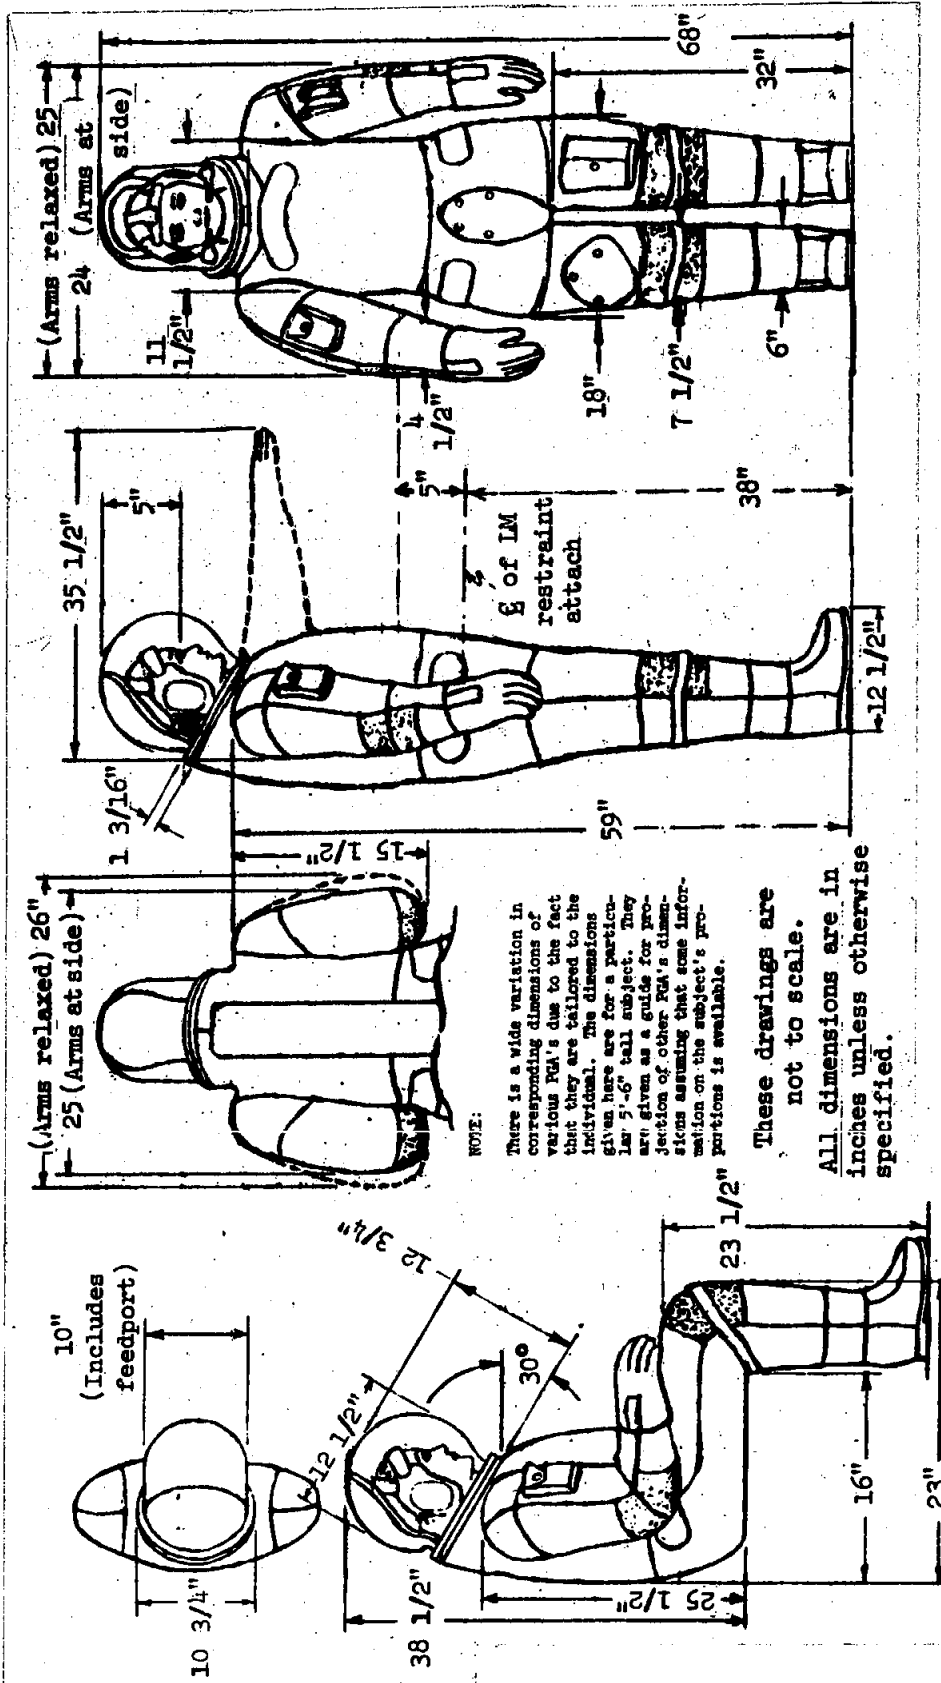 (Arms relaxed) 25
24 (Arms at
side)
11
1/2"
68"
32"
4
1/2"
18"
7 1/2"
6"
35 1/2"
5"
5"
38"
£ of LM
restraint
attach
1 3/16"
59"
12 1/2"
(Arms relaxed) 26"
25 (Arms at side)
15 1/2"
NOTE:
There is a wide variation in
corresponding dimensions of
various PGA's due to the fact
that they are tailored to the
individual. The dimensions
given here are for a particu-
lar 5'-6" tall subject. They
are given as a guide for pro-
jection of other PGA's dimen-
sions assuming that some infor-
mation on the subject's pro-
portions is available.
These drawings are
not to scale.
All dimensions are in
inches unless otherwise
specified.
10"
(Includes
feedport)
10 3/4"
12 1/2"
12 3/4"
30°
38 1/2"
25 1/2"
23 1/2"
16"
23"